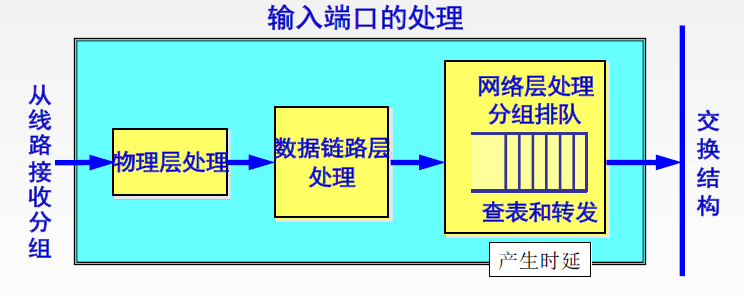 输入端口的处理
从线路接收分组
物理层处理
数据链路层
处理
网络层处理
分组排队
查表和转发
产生时延
交换结构